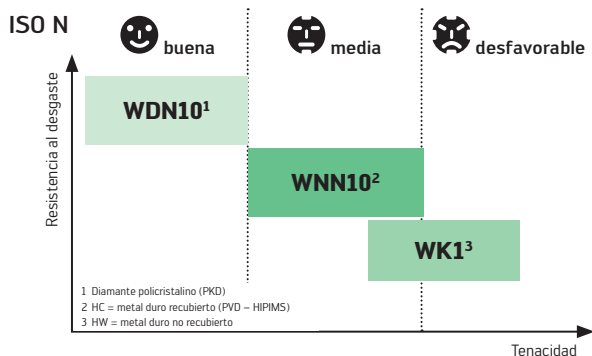 ISO N
buena
media
desfavorable
Resistencia al desgaste
WDN10¹
WNN10²
WK1³
1 Diamante policristalino (PKD)
2 HC = metal duro recubierto (PVD – HIPIMS)
3 HW = metal duro no recubierto
Tenacidad